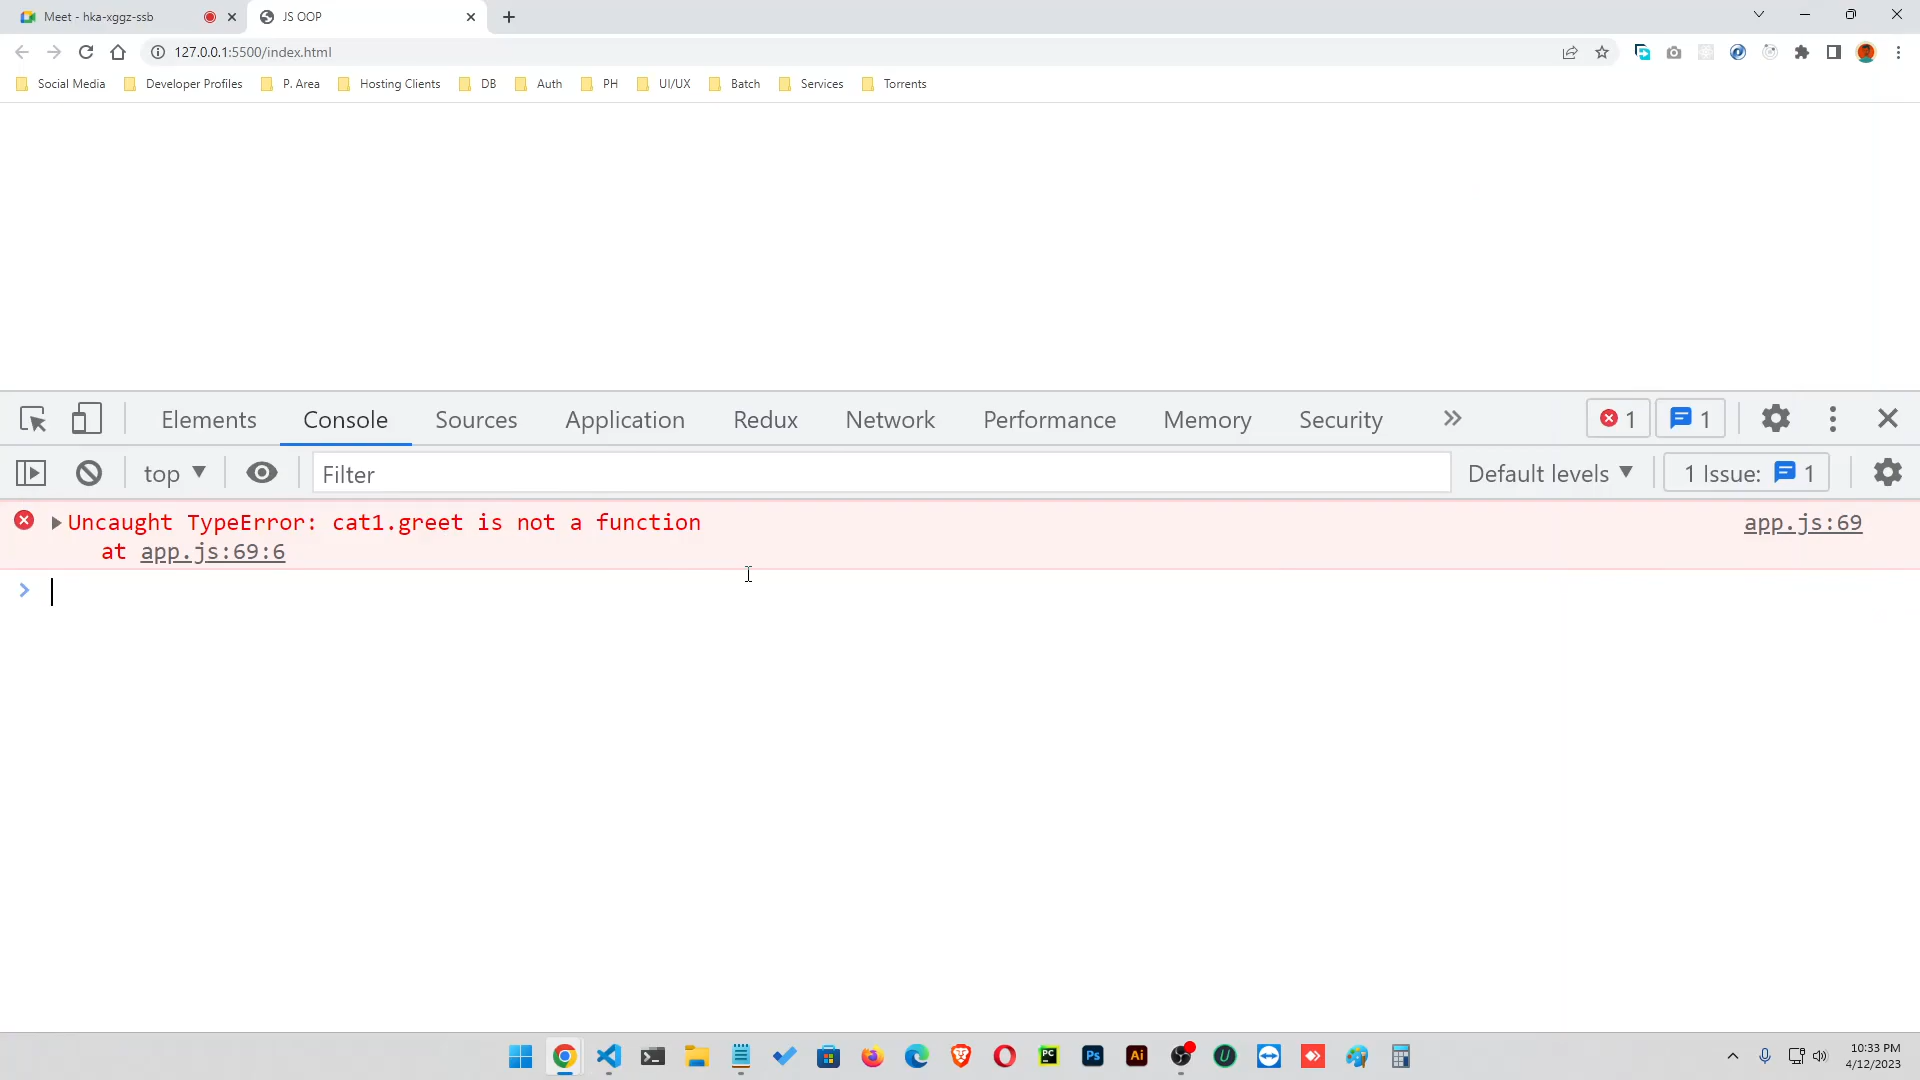 Meet - hka-xggz-ssb
JS OOP
127.0.0.1:5500/index.html
Social Media
Developer Profiles
P. Area
Hosting Clients
DB
Auth
PH
UI/UX
Batch
Services
Torrents
Elements
Console
Sources
Application
Redux
Network
Performance
Memory
Security
1
1
top
Filter
Default levels
1 Issue: 1
Uncaught TypeError: cat1.greet is not a function
app.js:69
at app.js:69:6
PC
Ps
Ai
U
10:33 PM
4/12/2023